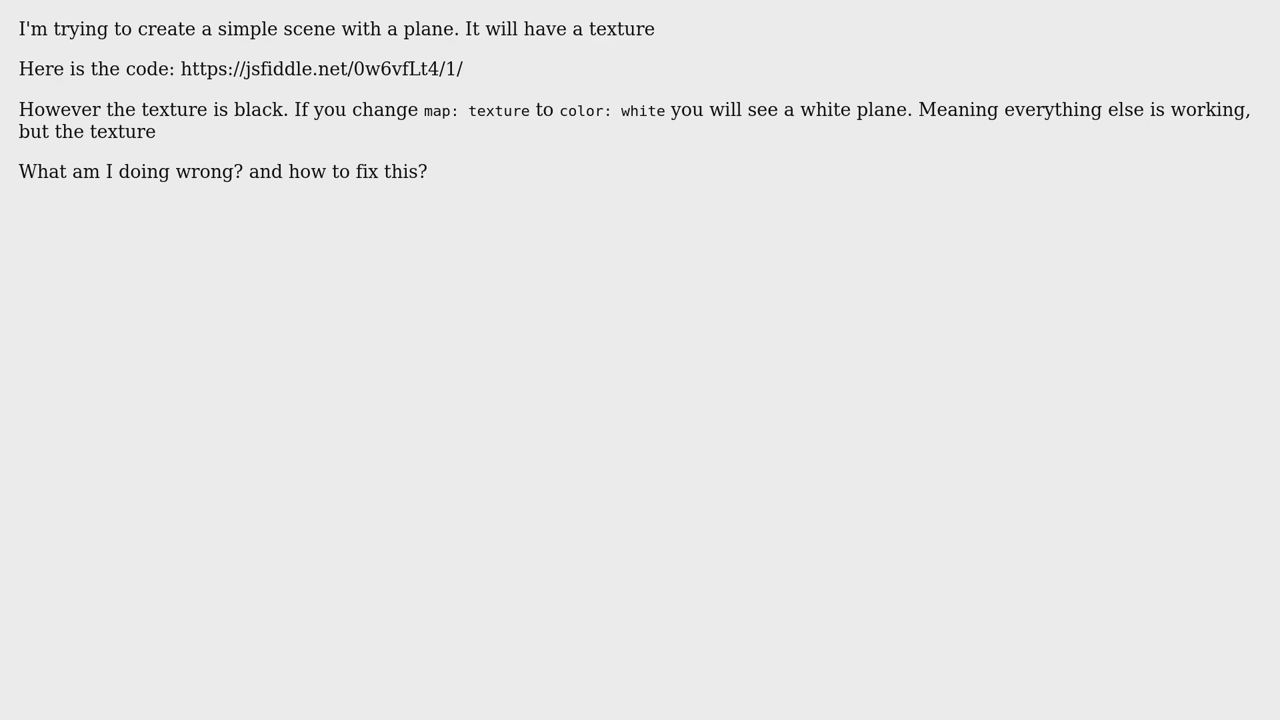 I'm trying to create a simple scene with a plane. It will have a texture
Here is the code: https://jsfiddle.net/0w6vfLt4/1/
However the texture is black. If you change map: texture to color: white you will see a white plane. Meaning everything else is working,
but the texture
What am I doing wrong? and how to fix this?